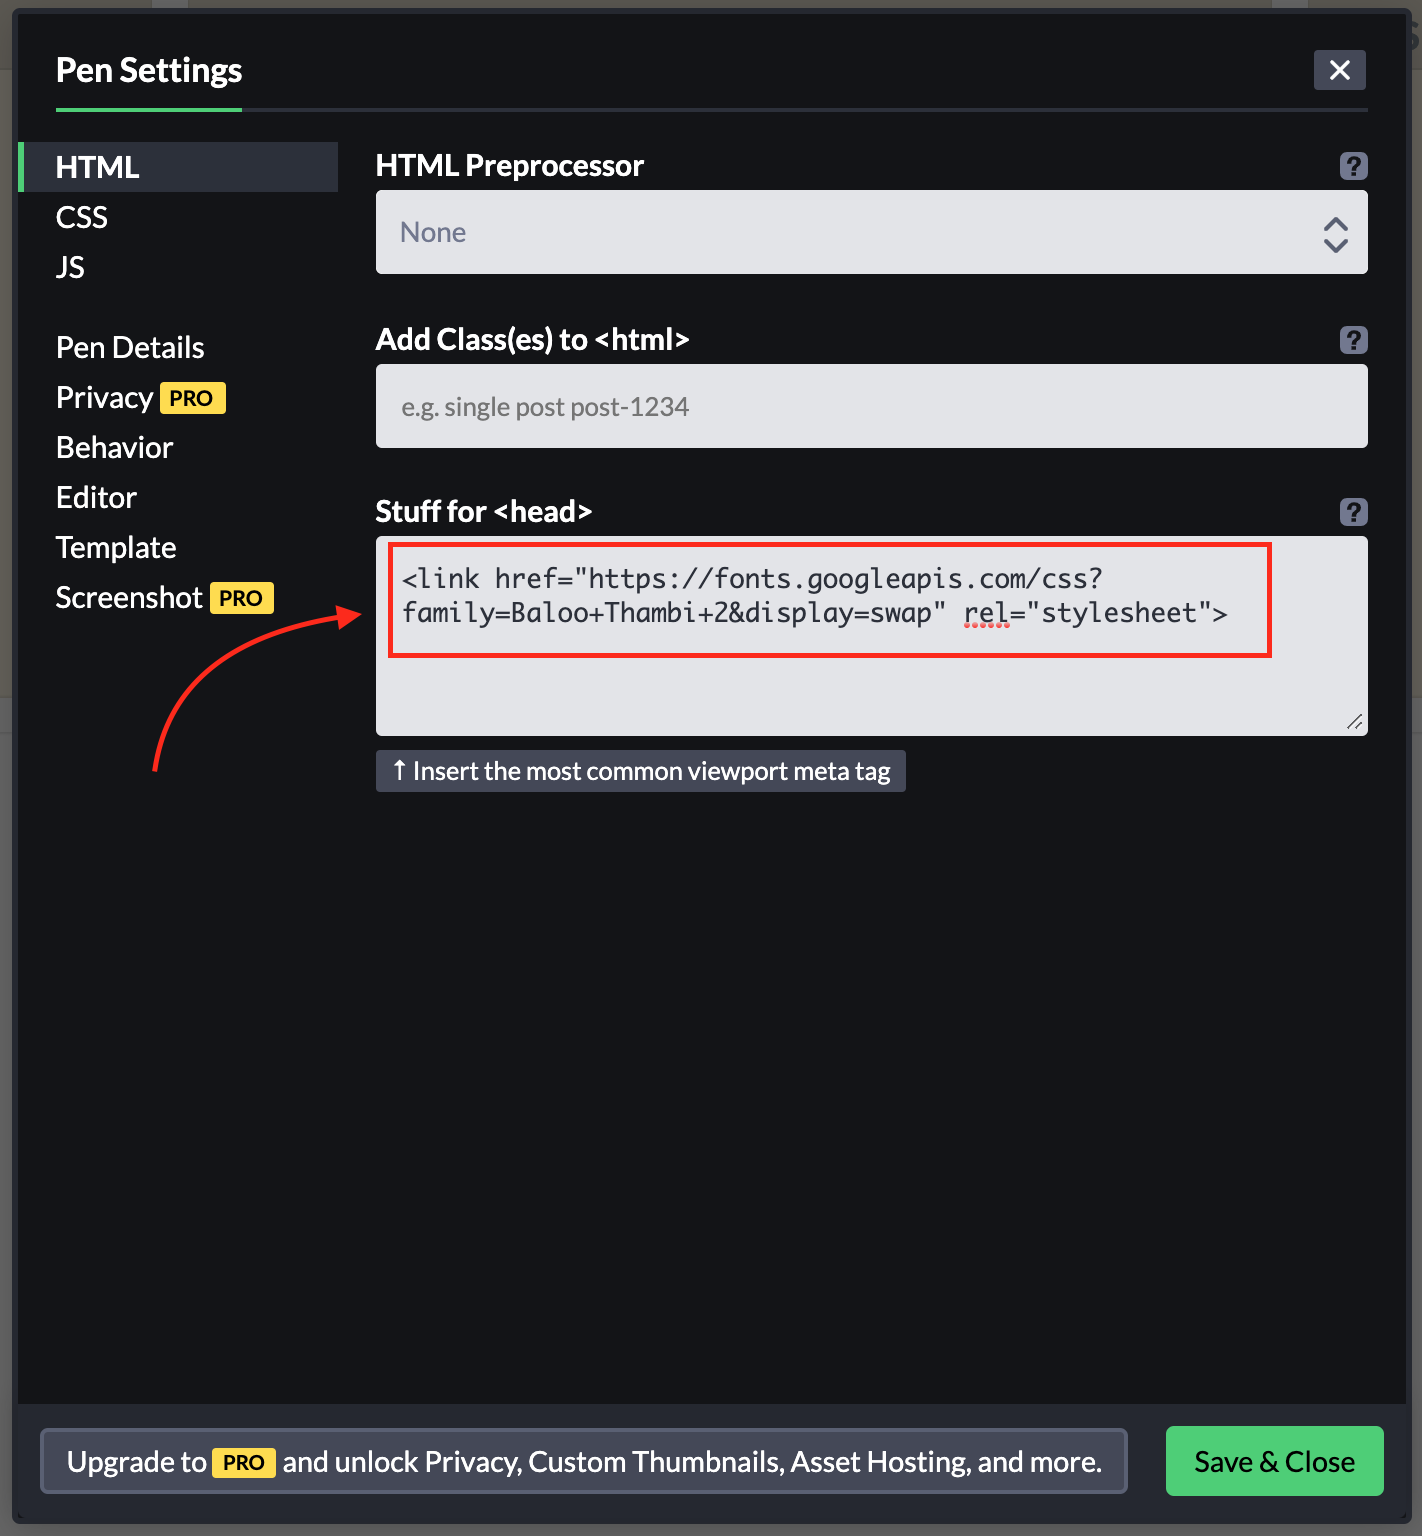 Pen Settings
HTML
CSS
JS
Pen Details
Privacy PRO
Behavior
Editor
Template
Screenshot PRO
HTML Preprocessor
?
None
Add Class(es) to <html>
?
e.g. single post post-1234
Stuff for <head>
?
<link href="https://fonts.googleapis.com/css?
family=Baloo+Thambi+2&display=swap" rel="stylesheet">
↑ Insert the most common viewport meta tag
Upgrade to PRO and unlock Privacy, Custom Thumbnails, Asset Hosting, and more.
Save & Close